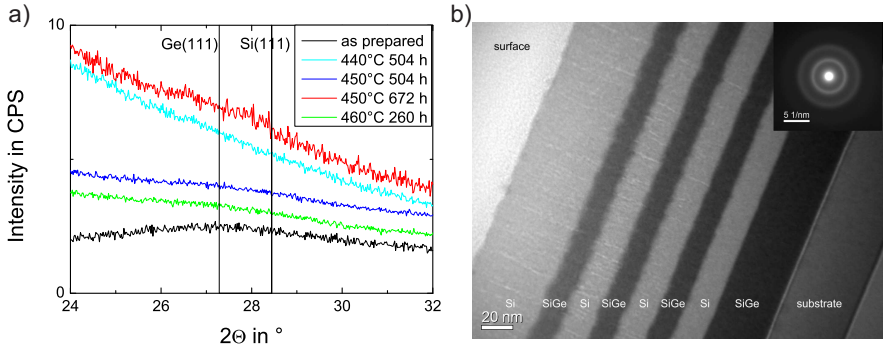 a)
10
Ge(111)
Si(111)
as prepared
440°C 504 h
450°C 504 h
450°C 672 h
460°C 260 h
Intensity in CPS
0
24
26
28
30
32
2Θ in °
b)
surface
5 1/nm
Si
SiGe
Si
SiGe
Si
SiGe
Si
SiGe
substrate
20 nm